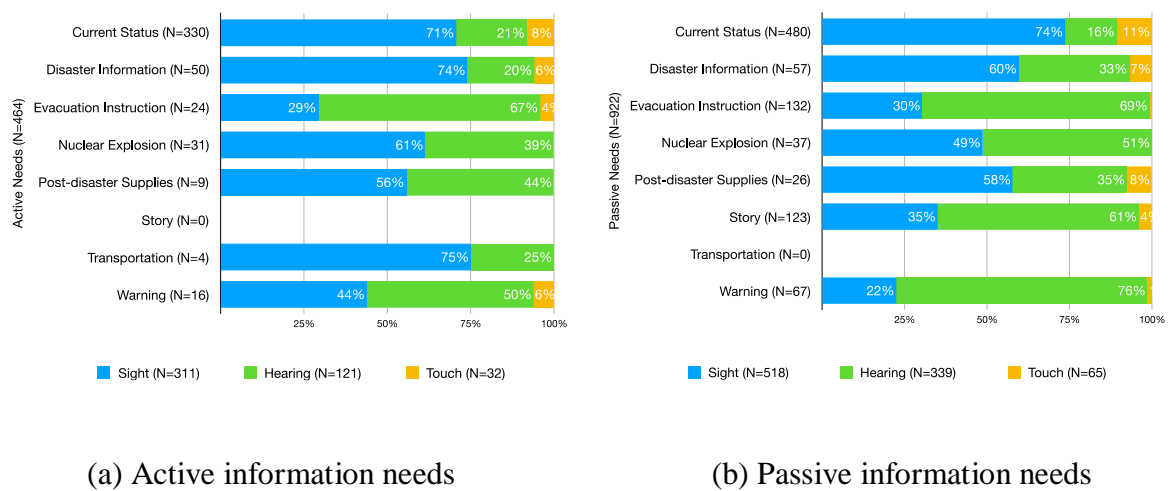 Active Needs (N=464)
Current Status (N=330) 71% 21% 8%
Disaster Information (N=50) 74% 20% 6%
Evacuation Instruction (N=24) 29% 67% 4%
Nuclear Explosion (N=31) 61% 39%
Post-disaster Supplies (N=9) 56% 44%
Story (N=0)
Transportation (N=4) 75% 25%
Warning (N=16) 44% 50% 6%
25% 50% 75% 100%
Sight (N=311) Hearing (N=121) Touch (N=32)
(a) Active information needs
Passive Needs (N=922)
Current Status (N=480) 74% 16% 11%
Disaster Information (N=57) 60% 33% 7%
Evacuation Instruction (N=132) 30% 69%
Nuclear Explosion (N=37) 49% 51%
Post-disaster Supplies (N=26) 58% 35% 8%
Story (N=123) 35% 61% 4%
Transportation (N=0)
Warning (N=67) 22% 76%
25% 50% 75% 100%
Sight (N=518) Hearing (N=339) Touch (N=65)
(b) Passive information needs